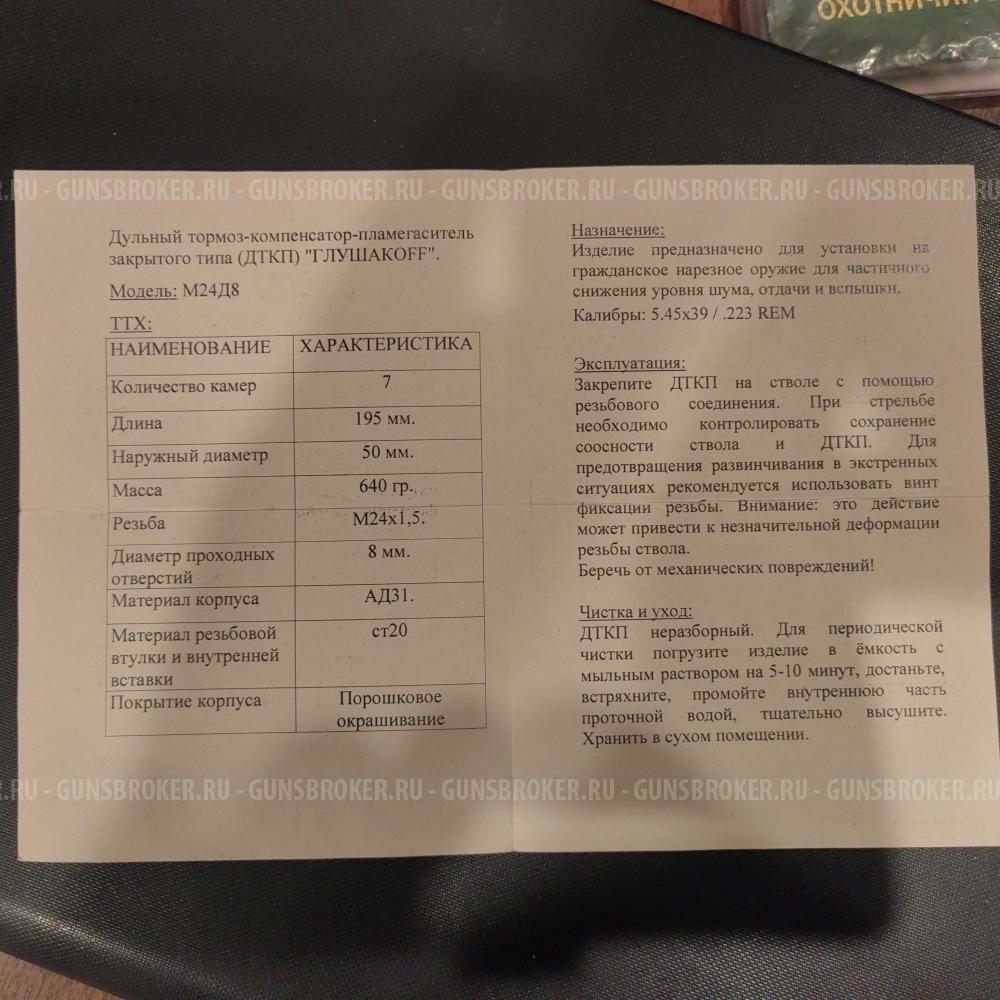 ОХОТНИЧИЙ
.RU - GUNSBROKER.RU - GUNSBROKER.RU - GUNSBROKER.RU - GUNSBROKER.RU - GUNSBROKER.RU
Дульный тормоз-компенсатор-пламегаситель
закрытого типа (ДТКП) "ГЛУШАКОFF".
Модель: М24Д8
ТТХ:
НАИМЕНОВАНИЕ ХАРАКТЕРИСТИКА
Количество камер 7
Длина 195 мм.
Наружный диаметр 50 мм.
Масса 640 гр.
Резьба М24х1,5.
Диаметр проходных 8 мм.
отверстий
Материал корпуса АД31.
Материал резьбовой ст20
втулки и внутренней
вставки
Покрытие корпуса Порошковое
окрашивание
Назначение:
Изделие предназначено для установки на
гражданское нарезное оружие для частичного
снижения уровня шума, отдачи и вспышки.
Калибры: 5.45х39 / .223 REM
Эксплуатация:
Закрепите ДТКП на стволе с помощью
резьбового соединения. При стрельбе
необходимо контролировать сохранение
соосности ствола и ДТКП. Для
предотвращения развинчивания в экстренных
ситуациях рекомендуется использовать винт
фиксации резьбы. Внимание: это действие
может привести к незначительной деформации
резьбы ствола.
Беречь от механических повреждений!
Чистка и уход:
ДТКП неразборный. Для периодической
чистки погрузите изделие в ёмкость с
мыльным раствором на 5-10 минут, достаньте,
встряхните, промойте внутреннюю часть
проточной водой, тщательно высушите.
Хранить в сухом помещении.
.RU - GUNSBROKER.RU - GUNSBROKER.RU - GUNSBROKER.RU - GUNSBROKER.RU - GUNSBROKER.RU